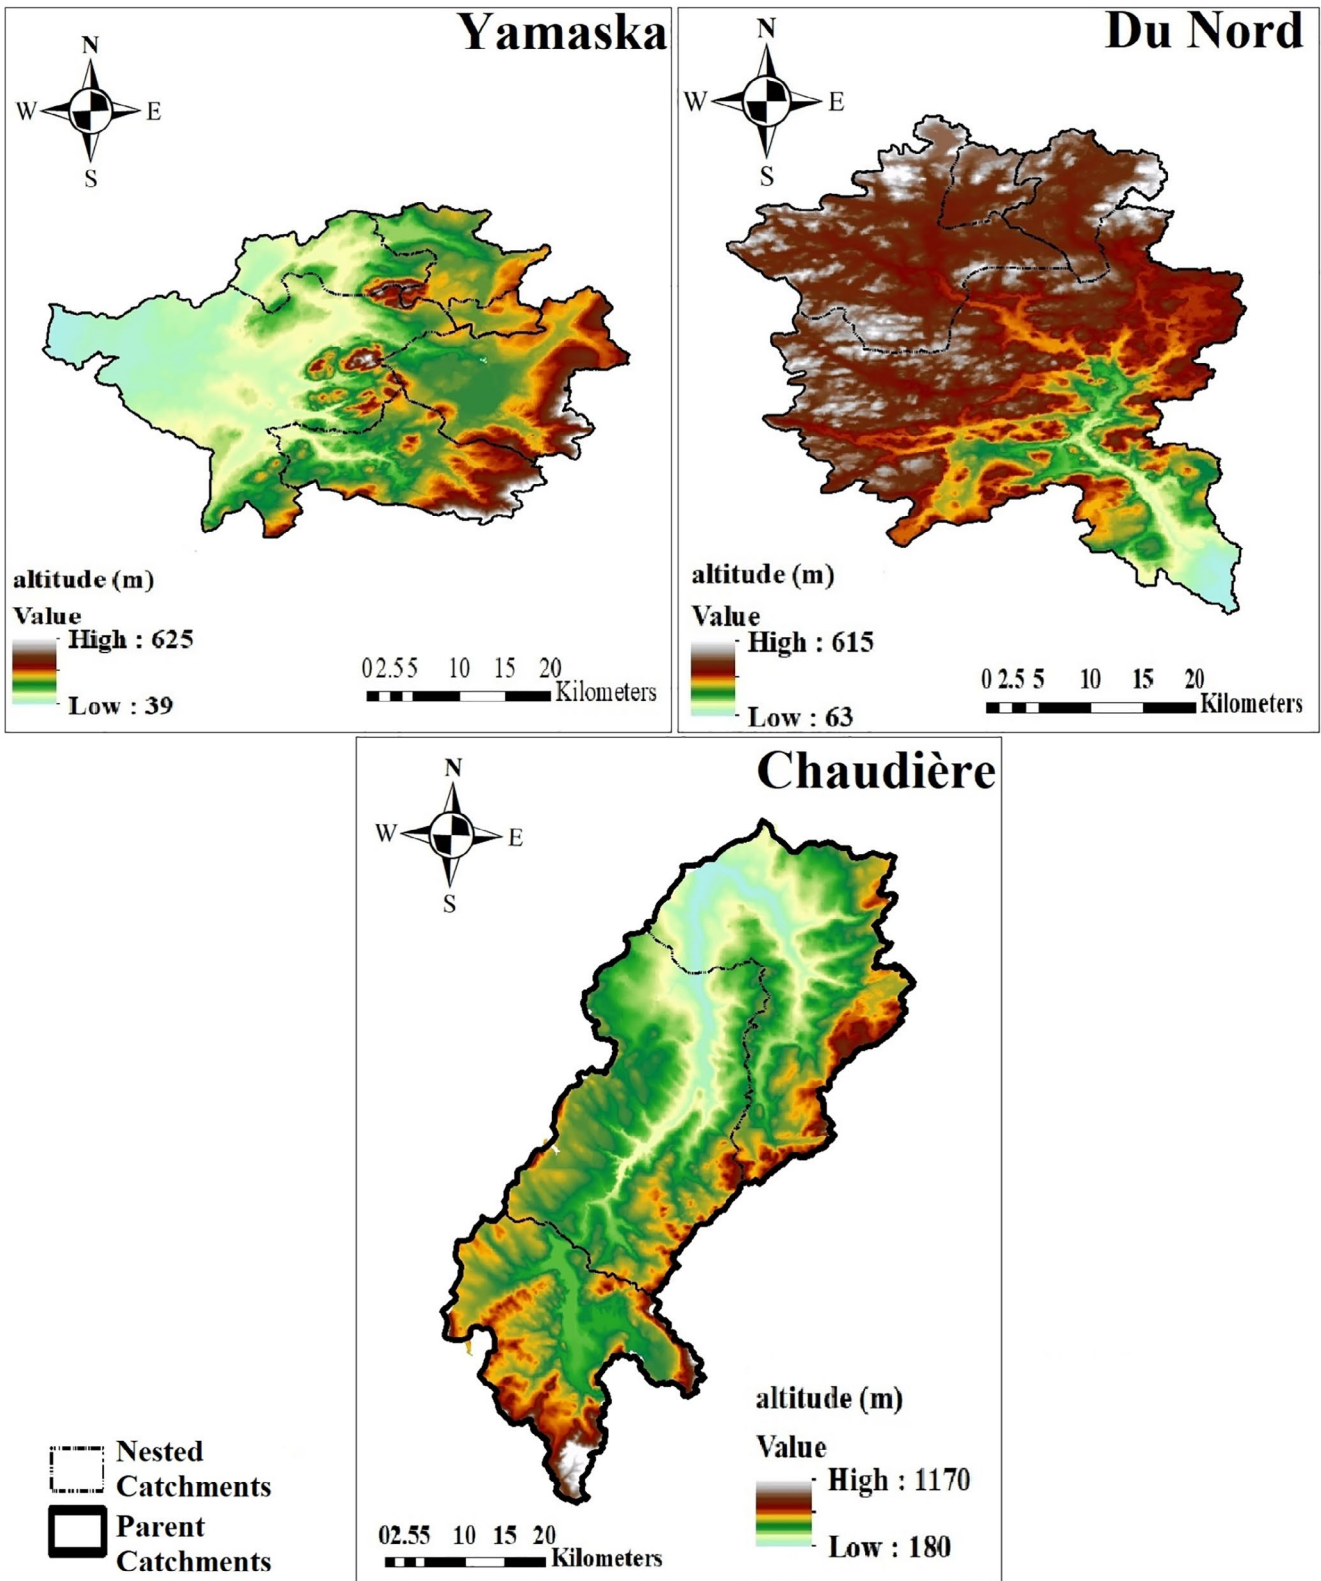 Yamaska
N
W
E
S
altitude (m)
Value
High : 625
Low : 39
02.55 10 15 20
Kilometers
Du Nord
N
W
E
S
altitude (m)
Value
High : 615
Low : 63
0 2.5 5 10 15 20
Kilometers
Chaudière
N
W
E
S
altitude (m)
Value
High : 1170
Low : 180
02.55 10 15 20
Kilometers
Nested
Catchments
Parent
Catchments